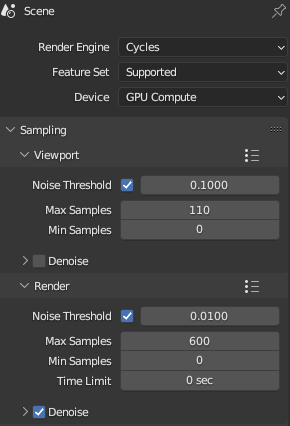 Scene
Render Engine Cycles
Feature Set Supported
Device GPU Compute
Sampling
Viewport
Noise Threshold 0.1000
Max Samples 110
Min Samples 0
Denoise
Render
Noise Threshold 0.0100
Max Samples 600
Min Samples 0
Time Limit 0 sec
Denoise